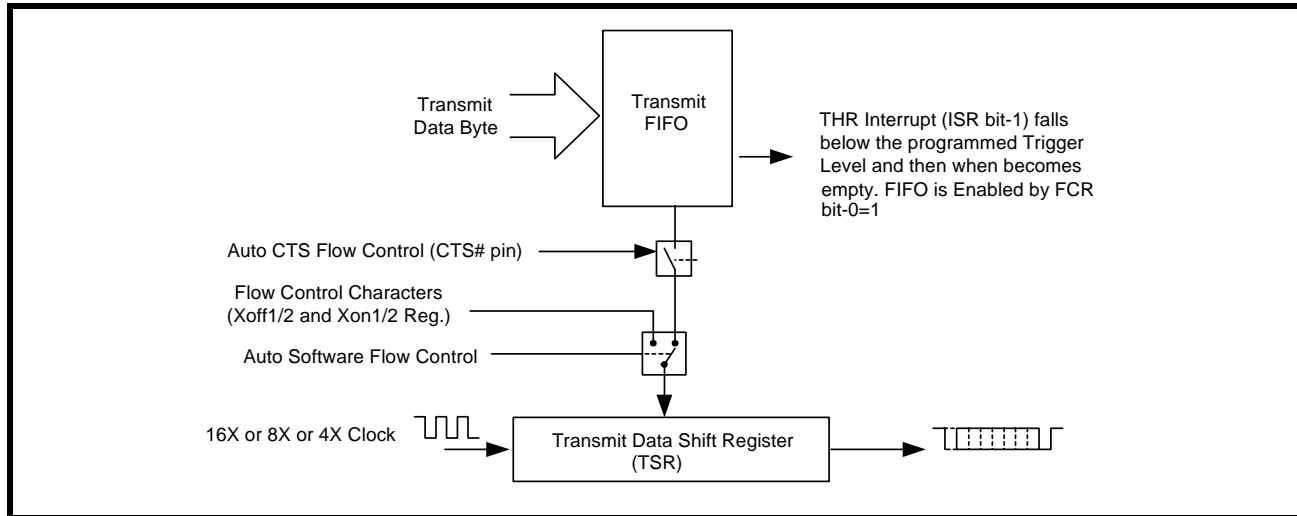 Transmit
Data Byte
Transmit
FIFO
THR Interrupt (ISR bit-1) falls
below the programmed Trigger
Level and then when becomes
empty. FIFO is Enabled by FCR
bit-0=1
Auto CTS Flow Control (CTS# pin)
Flow Control Characters
(Xoff1/2 and Xon1/2 Reg.)
Auto Software Flow Control
16X or 8X or 4X Clock
Transmit Data Shift Register
(TSR)